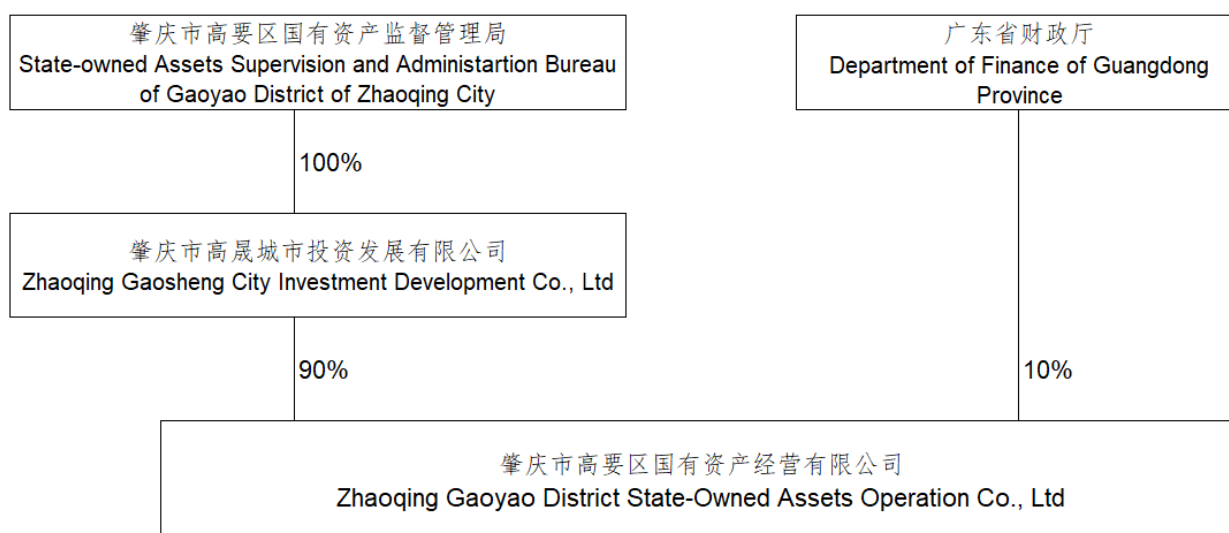 肇庆市高要区国有资产监督管理局
State-owned Assets Supervision and Administartion Bureau
of Gaoyao District of Zhaoqing City
广东省财政厅
Department of Finance of Guangdong
Province
100%
肇庆市高晟城市投资发展有限公司
Zhaoqing Gaosheng City Investment Development Co., Ltd
90%
10%
肇庆市高要区国有资产经营有限公司
Zhaoqing Gaoyao District State-Owned Assets Operation Co., Ltd